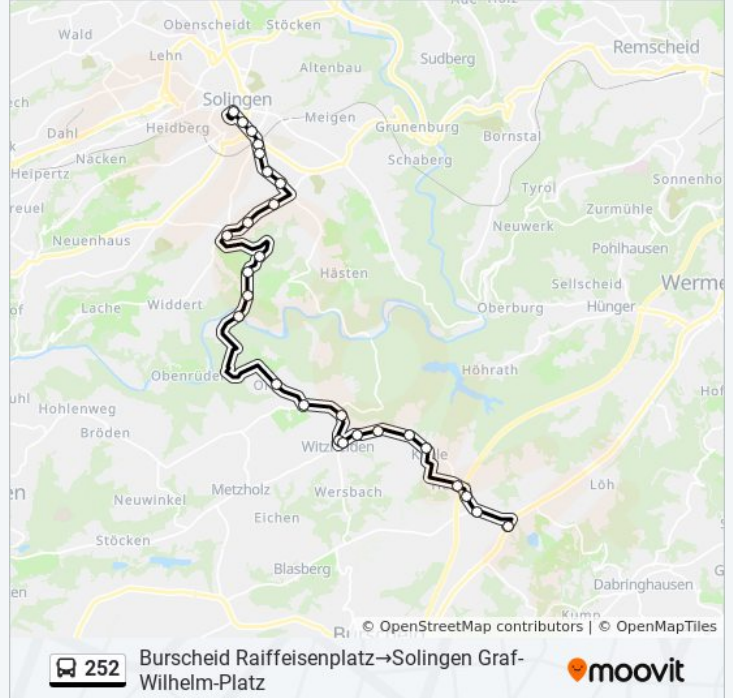 Obenscheidt
Stöcken
Wald
Remscheid
Lehn
Sudberg
Altenbau
Solingen
Meigen
Grunenburg
Dahl
Heidberg
Bornstal
Nacken
Schaberg
Heipertz
Tyrol
Sonnenho
Zurmühle
Neuwerk
Neuenhaus
Pohlhausen
Hästen
Sellscheid
Werme
Lache
Widdert
Oberburg
Hünger
Höhrath
Obenrüde
Hohlenweg
Bröden
Witz
Metzholz
Wersbach
Löh
Neuwinkel
Eichen
Stöcken
Blasberg
Dabringhausen
© OpenStreetMap contributors | © OpenMapTiles
252
Burscheid Raiffeisenplatz→Solingen Graf-
Wilhelm-Platz
moovit